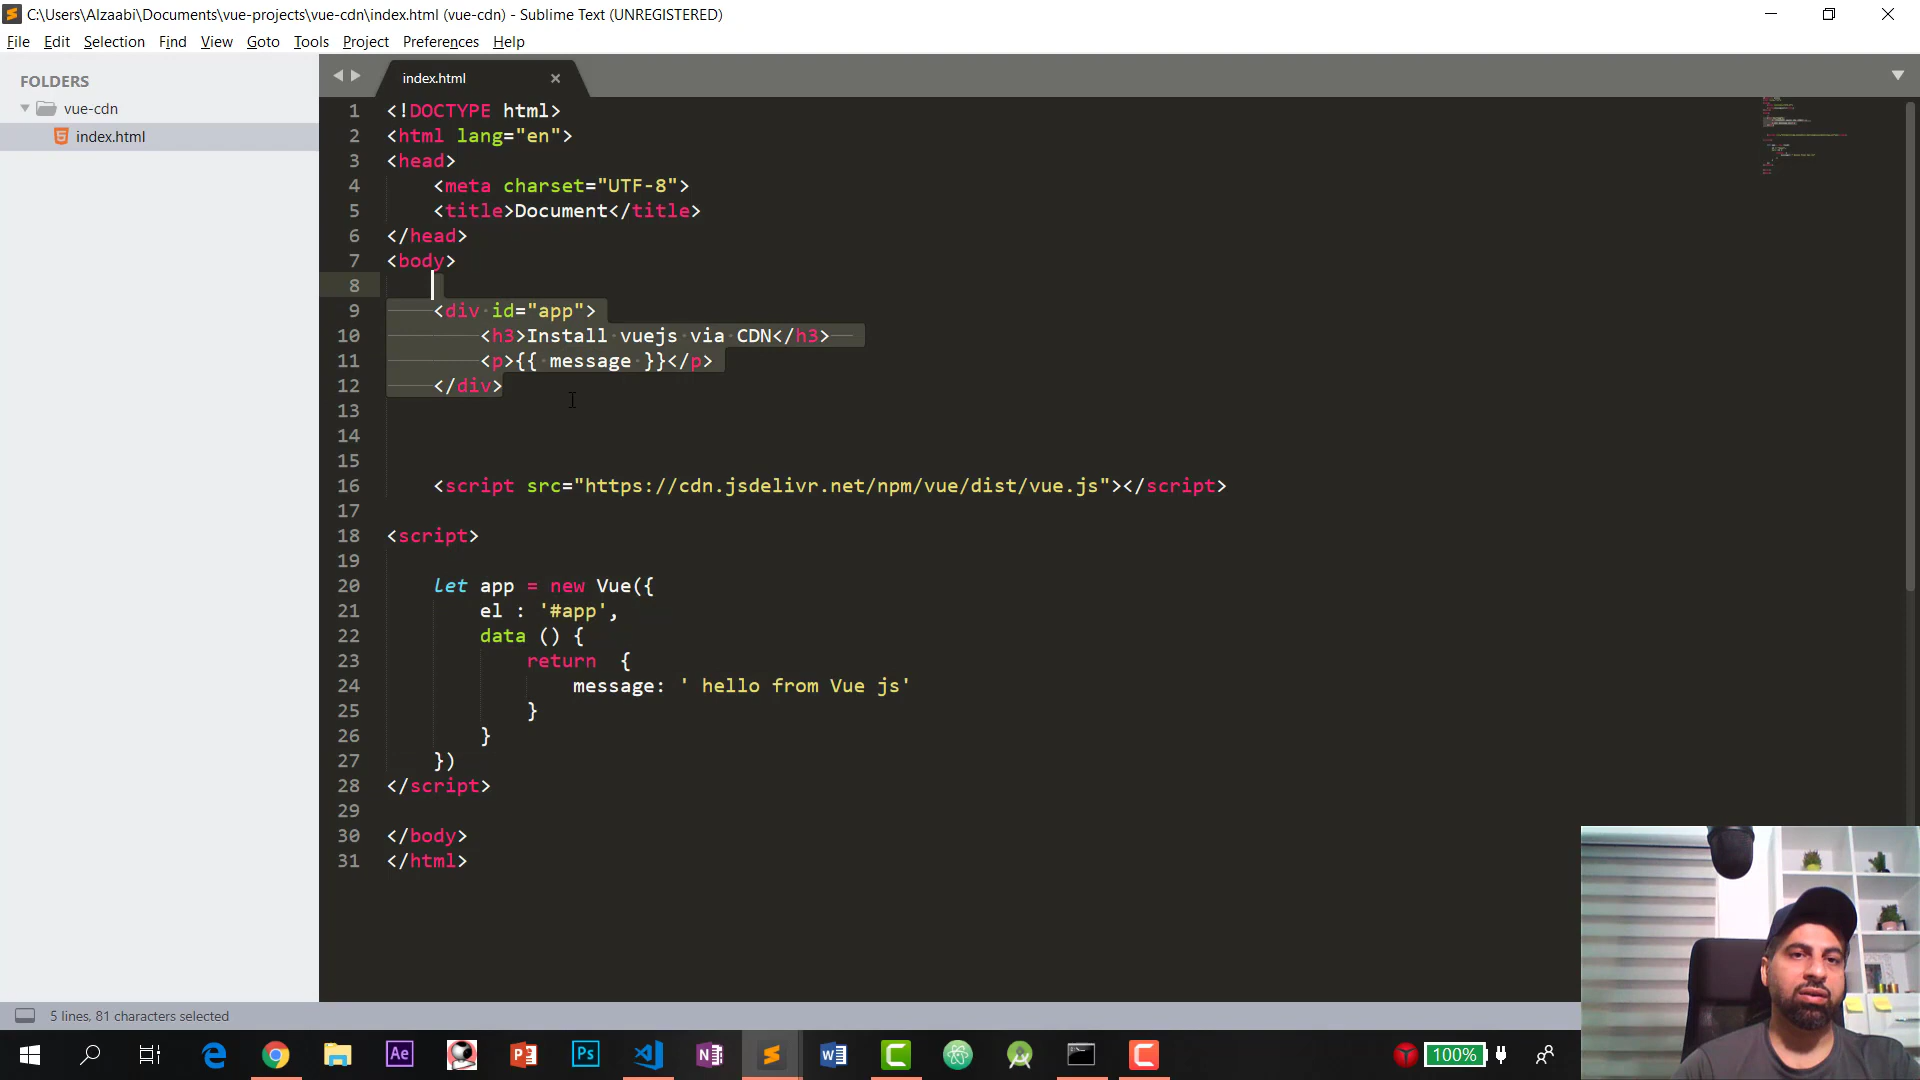 C:\Users\Alzaabi\Documents\vue-projects\vue-cdn\index.html (vue-cdn) - Sublime Text (UNREGISTERED)
File Edit Selection Find View Goto Tools Project Preferences Help
FOLDERS
vue-cdn
index.html
index.html
1 <!DOCTYPE html>
2 <html lang="en">
3 <head>
4 <meta charset="UTF-8">
5 <title>Document</title>
6 </head>
7 <body>
8
9 <div id="app">
10 <h3>Install vuejs via CDN</h3>
11 <p>{{ message }}</p>
12 </div>
13
14
15
16 <script src="https://cdn.jsdelivr.net/npm/vue/dist/vue.js"></script>
17
18 <script>
19
20 let app = new Vue({
21 el : '#app',
22 data () {
23 return  {
24 message: ' hello from Vue js'
25 }
26 }
27 })
28 </script>
29
30 </body>
31 </html>
5 lines, 81 characters selected
Ae
Ps
100%